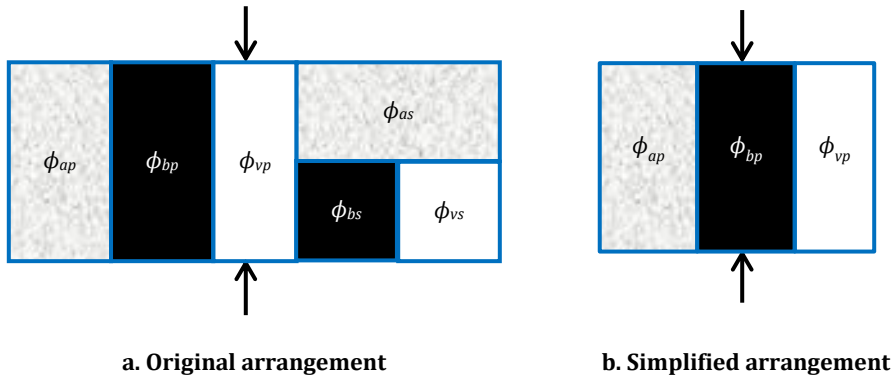 ϕas
ϕap ϕbp ϕvp
ϕbs ϕvs
ϕap ϕbp ϕvp
a. Original arrangement
b. Simplified arrangement